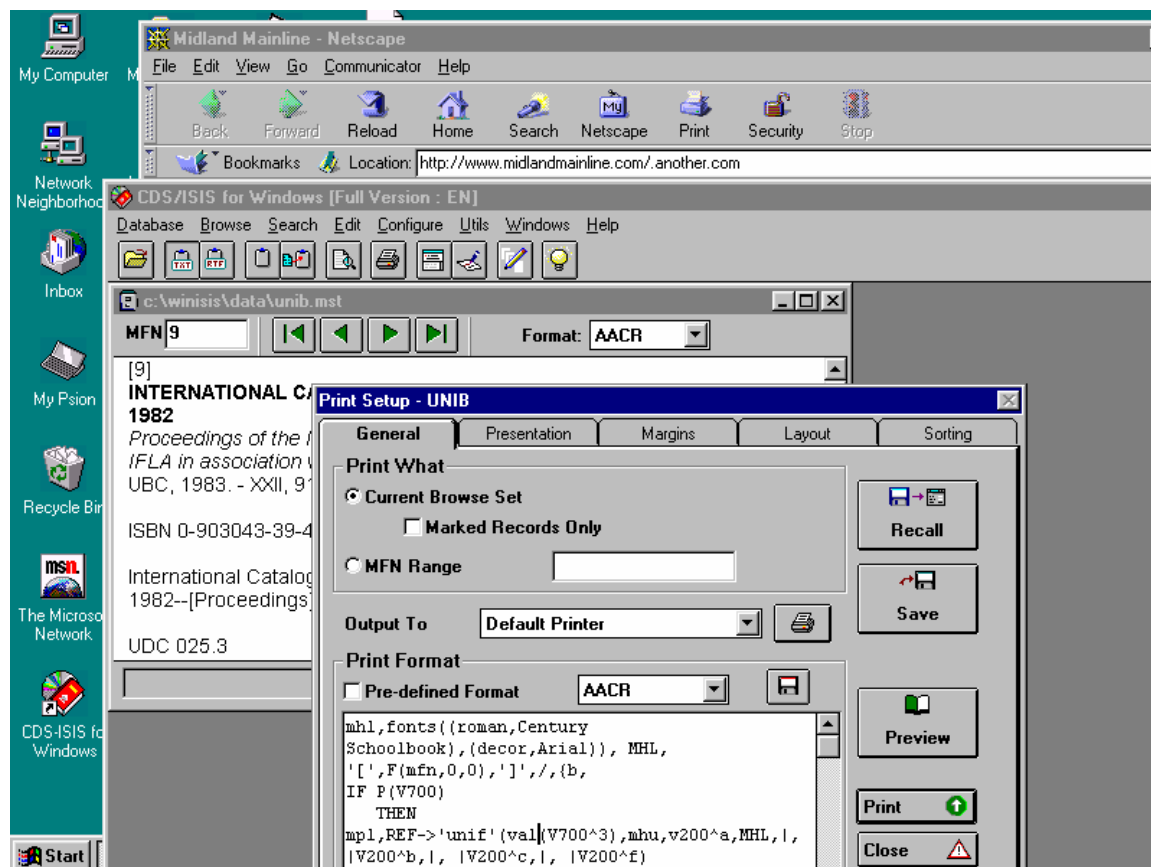 My Computer
M
Network
Neighborhoo
Inbox
My Psion
Recycle Bin
msn.
The Microso
Network
CDS-ISIS fo
Windows
Start
Midland Mainline - Netscape
File Edit View Go Communicator Help
Back Forward Reload Home Search Netscape Print Security Stop
My
Bookmarks Location: http://www.midlandmainline.com/.another.com
CDS/ISIS for Windows [Full Version : EN]
Database Browse Search Edit Configure Utils Windows Help
TXT RTF
c:\winisis\data\unib.mst
MFN 9 Format: AACR
[9]
INTERNATIONAL CA
1982
Proceedings of the I
IFLA in association w
UBC, 1983. - XXII, 91
ISBN 0-903043-39-4
International Catalog
1982--[Proceedings]
UDC 025.3
Print Setup - UNIB
General Presentation Margins Layout Sorting
Print What
Current Browse Set
Marked Records Only
MFN Range
Output To Default Printer
Print Format
Pre-defined Format AACR
mhl,fonts((roman,Century
Schoolbook),(decor,Arial)), MHL,
'[',F(mfn,0,0),']',/,{b,
IF P(V700)
THEN
mpl,REF->'unif'(val(V700^3),mhu,v200^a,MHL,|,
|V200^b,|, |V200^c,|, |V200^f)
Recall
Save
Preview
Print
Close